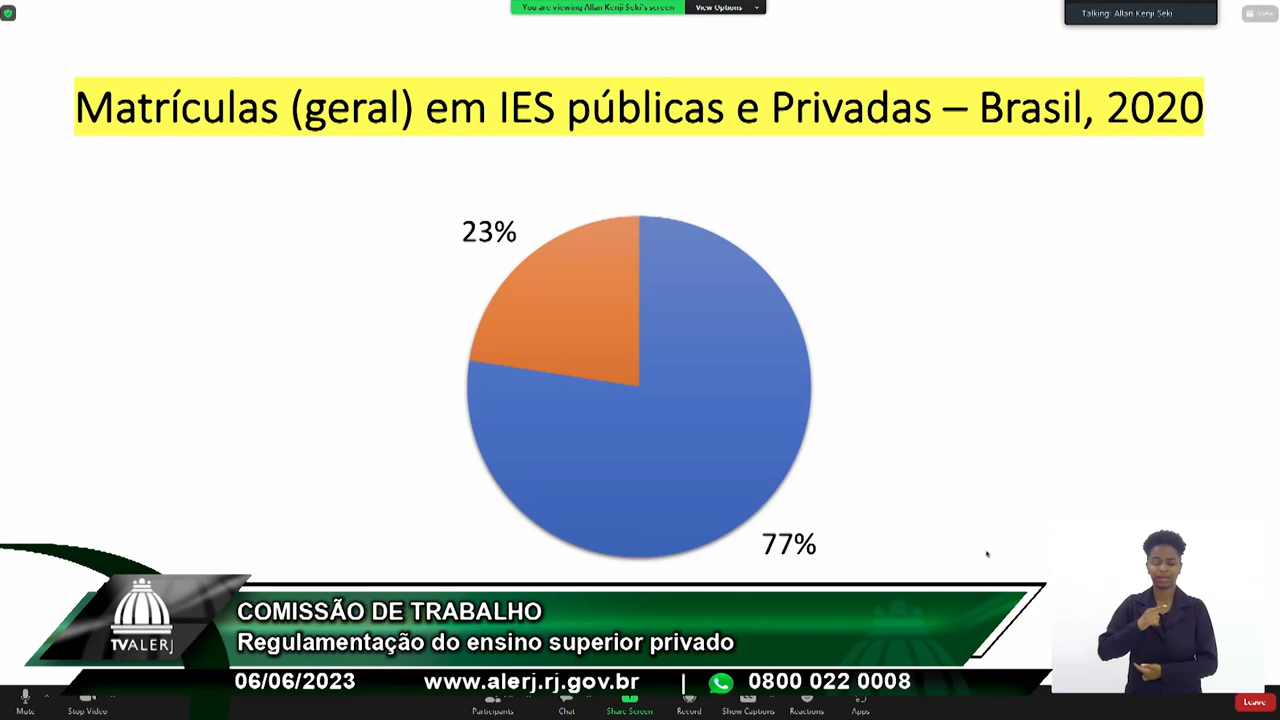 You are viewing Allan Kenji Seki's screen
View Options
Talking: Allan Kenji Seki
View
Matrículas (geral) em IES públicas e Privadas – Brasil, 2020
23%
77%
COMISSÃO DE TRABALHO
Regulamentação do ensino superior privado
TVALERJ
06/06/2023 www.alerj.rj.gov.br | 0800 022 0008
Mute
Stop Video
Participants
Chat
Share Screen
Record
Show Captions
Reactions
Apps
Leave